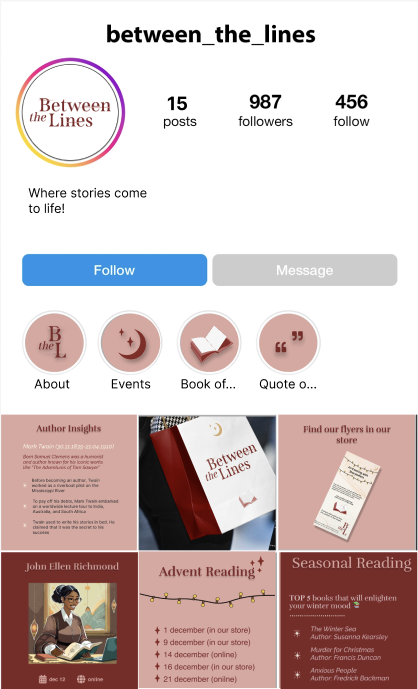 between_the_lines
Between
the Lines
15
posts
987
followers
456
follow
Where stories come
to life!
Follow
Message
B
the
L
About
Events
Book of...
Quote o...
Author Insights
Mark Twain (30.11.1835-21.04.1910)
Born Samuel Clemens was a humorist
and author known for his iconic works
like "The Adventures of Tom Sawyer"
Before becoming an author, Twain
worked as a riverboat pilot on the
Mississippi River
To pay off his debts, Mark Twain embarked
on a worldwide lecture tour to India,
Australia, and South Africa
Twain used to write his stories in bed. He
claimed that it was the secret to his
success
Between
the Lines
Find our flyers in our
store
John Ellen Richmond
dec 12
online
Advent Reading
1 december (in our store)
9 december (in our store)
14 december (online)
16 december (in our store)
21 december (online)
Seasonal Reading
TOP 5 books that will enlighten
your winter mood
The Winter Sea
Author: Susanna Kearsley
Murder for Christmas
Author: Francis Duncan
Anxious People
Author: Fredrick Backman